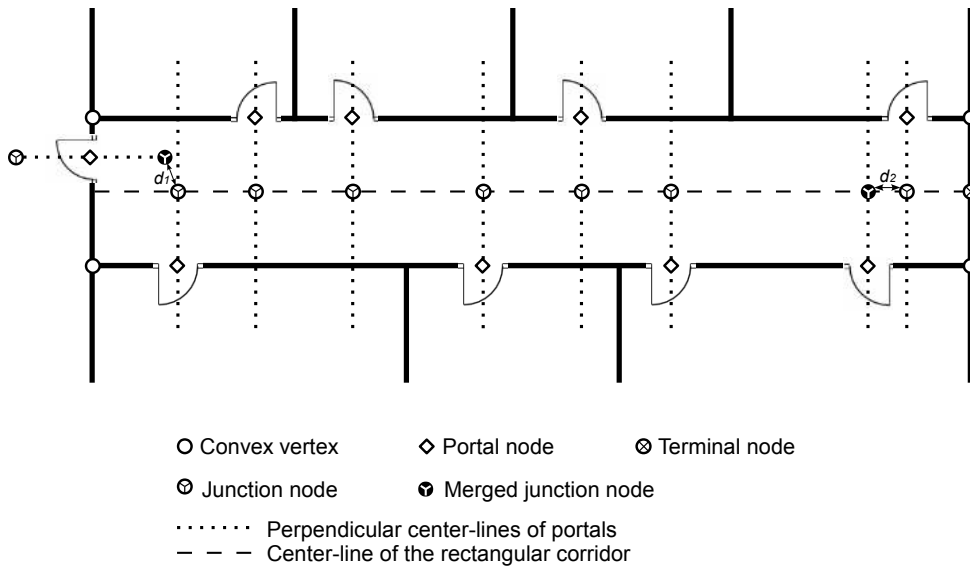 d1
d2
Convex vertex
Portal node
Terminal node
Junction node
Merged junction node
Perpendicular center-lines of portals
Center-line of the rectangular corridor